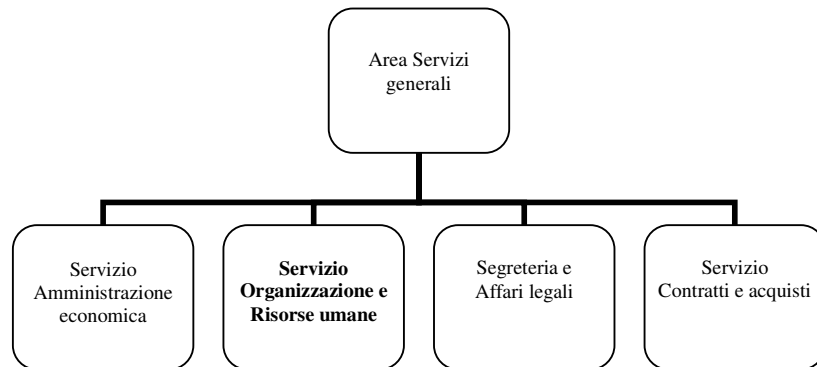 Area Servizi
generali
Servizio
Amministrazione
economica
Servizio
Organizzazione e
Risorse umane
Segreteria e
Affari legali
Servizio
Contratti e acquisti